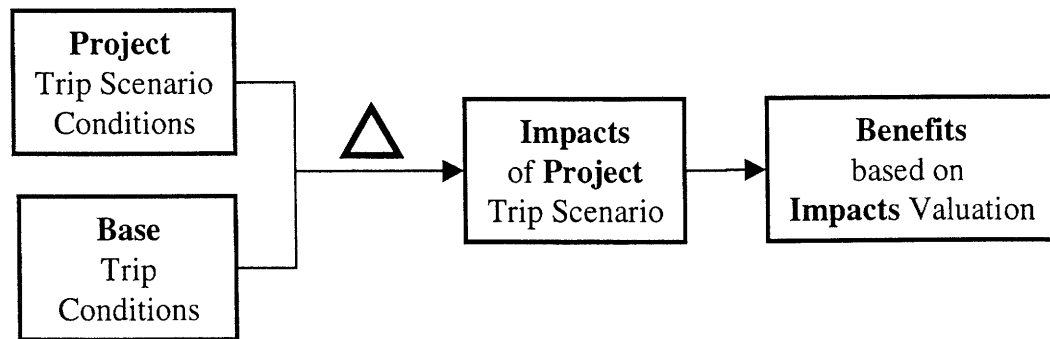 Project
Trip Scenario
Conditions
Base
Trip
Conditions
Impacts
of Project
Trip Scenario
Benefits
based on
Impacts Valuation